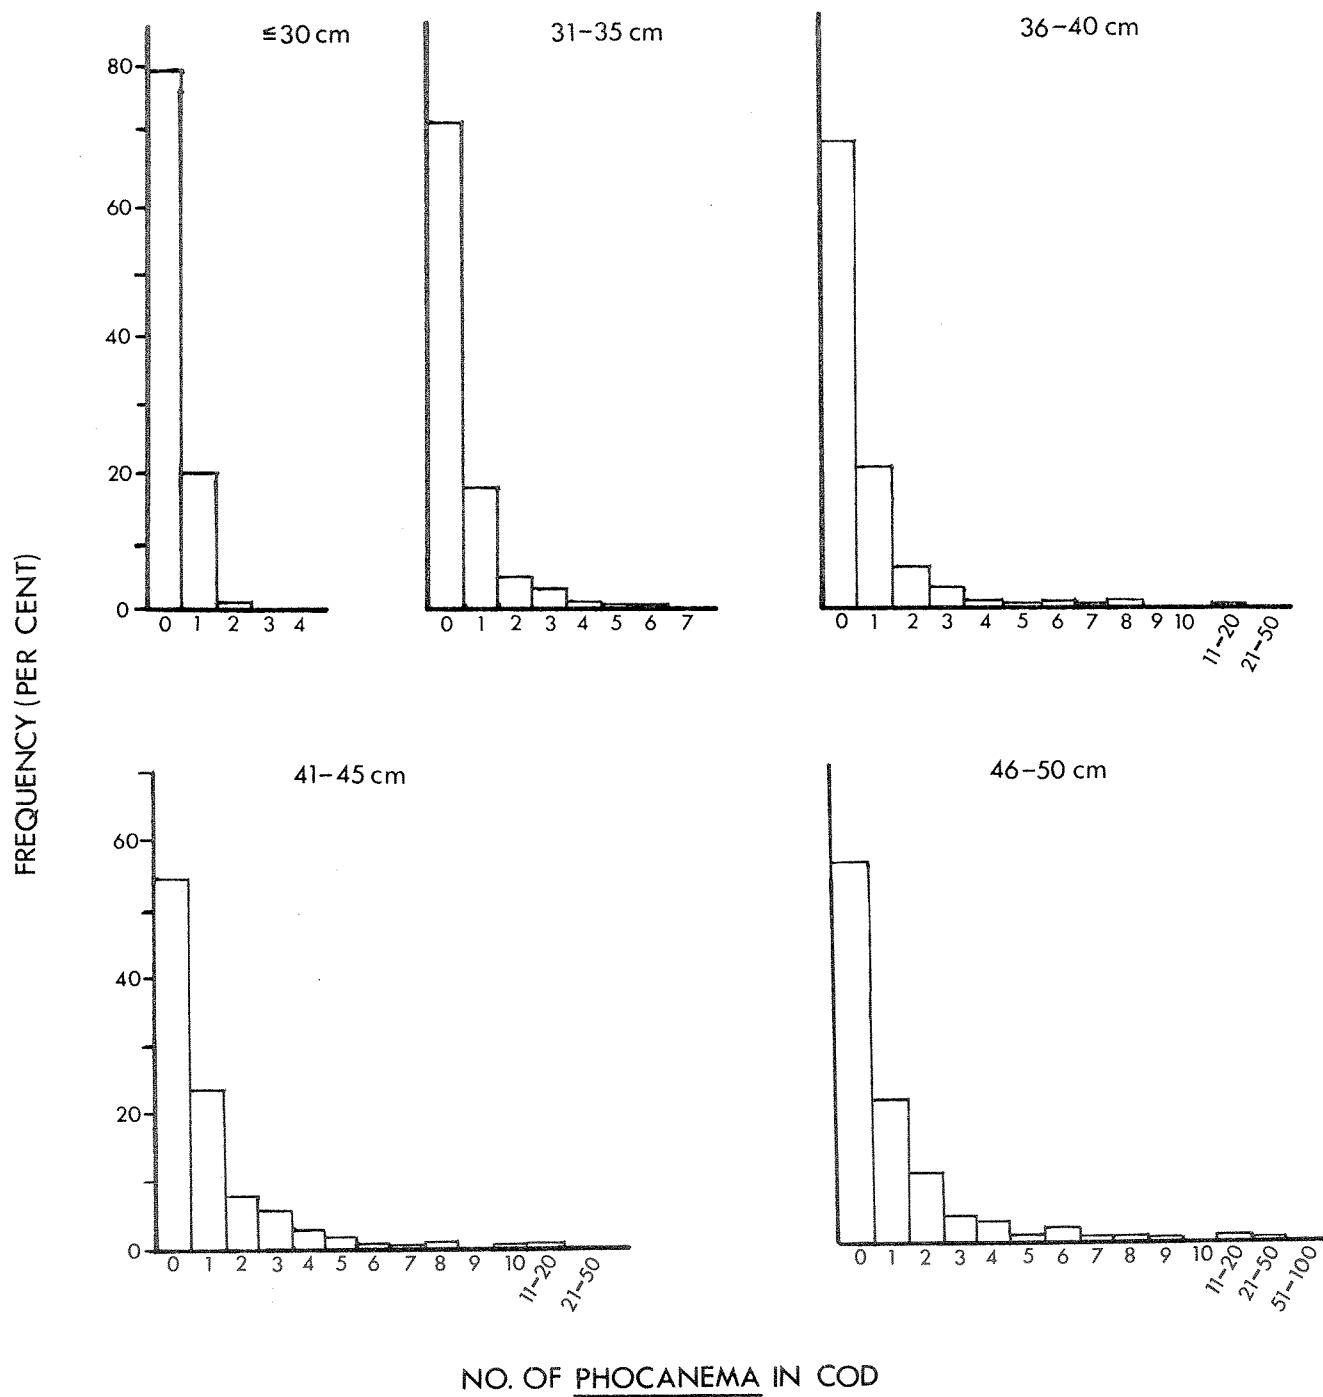 ≤30 cm
31–35 cm
36–40 cm
80
60
40
20
0
0 1 2 3 4
0 1 2 3 4 5 6 7
0 1 2 3 4 5 6 7 8 9 10 11–20 21–50
FREQUENCY (PER CENT)
41–45 cm
46–50 cm
60
40
20
0
0 1 2 3 4 5 6 7 8 9 10 11–20 21–50
0 1 2 3 4 5 6 7 8 9 10 11–20 21–50 51–100
NO. OF PHOCANEMA IN COD